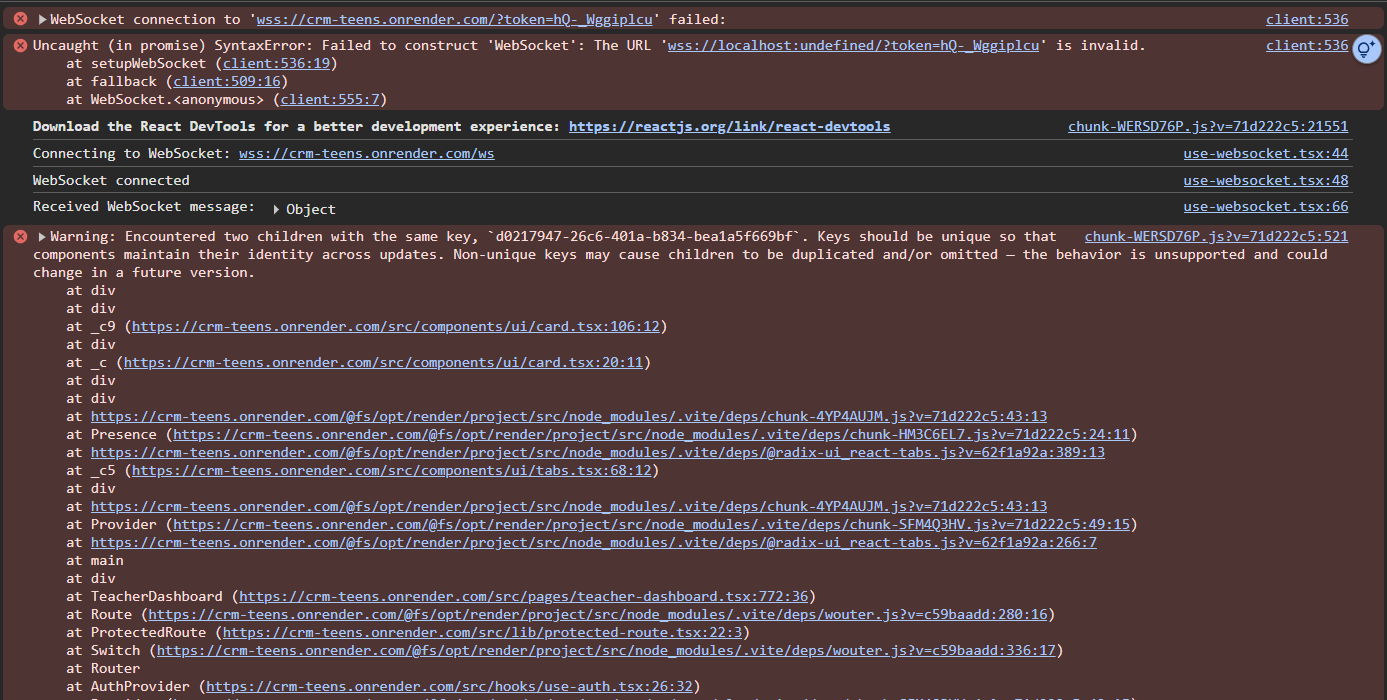 WebSocket connection to 'wss://crm-teens.onrender.com/?token=hQ-_Wggiplcu' failed: client:536
Uncaught (in promise) SyntaxError: Failed to construct 'WebSocket': The URL 'wss://localhost:undefined/?token=hQ-_Wggiplcu' is invalid. client:536
at setupWebSocket (client:536:19)
at fallback (client:509:16)
at WebSocket.<anonymous> (client:555:7)
Download the React DevTools for a better development experience: https://reactjs.org/link/react-devtools chunk-WERSD76P.js?v=71d222c5:21551
Connecting to WebSocket: wss://crm-teens.onrender.com/ws use-websocket.tsx:44
WebSocket connected use-websocket.tsx:48
Received WebSocket message: Object use-websocket.tsx:66
Warning: Encountered two children with the same key, `d0217947-26c6-401a-b834-bea1a5f669bf`. Keys should be unique so that chunk-WERSD76P.js?v=71d222c5:521
components maintain their identity across updates. Non-unique keys may cause children to be duplicated and/or omitted — the behavior is unsupported and could
change in a future version.
at div
at div
at _c9 (https://crm-teens.onrender.com/src/components/ui/card.tsx:106:12)
at div
at _c (https://crm-teens.onrender.com/src/components/ui/card.tsx:20:11)
at div
at div
at https://crm-teens.onrender.com/@fs/opt/render/project/src/node_modules/.vite/deps/chunk-4YP4AUJM.js?v=71d222c5:43:13
at Presence (https://crm-teens.onrender.com/@fs/opt/render/project/src/node_modules/.vite/deps/chunk-HM3C6EL7.js?v=71d222c5:24:11)
at https://crm-teens.onrender.com/@fs/opt/render/project/src/node_modules/.vite/deps/@radix-ui_react-tabs.js?v=62f1a92a:389:13
at _c5 (https://crm-teens.onrender.com/src/components/ui/tabs.tsx:68:12)
at div
at https://crm-teens.onrender.com/@fs/opt/render/project/src/node_modules/.vite/deps/chunk-4YP4AUJM.js?v=71d222c5:43:13
at Provider (https://crm-teens.onrender.com/@fs/opt/render/project/src/node_modules/.vite/deps/chunk-SFM4Q3HV.js?v=71d222c5:49:15)
at https://crm-teens.onrender.com/@fs/opt/render/project/src/node_modules/.vite/deps/@radix-ui_react-tabs.js?v=62f1a92a:266:7
at main
at div
at TeacherDashboard (https://crm-teens.onrender.com/src/pages/teacher-dashboard.tsx:772:36)
at Route (https://crm-teens.onrender.com/@fs/opt/render/project/src/node_modules/.vite/deps/wouter.js?v=c59baadd:280:16)
at ProtectedRoute (https://crm-teens.onrender.com/src/lib/protected-route.tsx:22:3)
at Switch (https://crm-teens.onrender.com/@fs/opt/render/project/src/node_modules/.vite/deps/wouter.js?v=c59baadd:336:17)
at Router
at AuthProvider (https://crm-teens.onrender.com/src/hooks/use-auth.tsx:26:32)